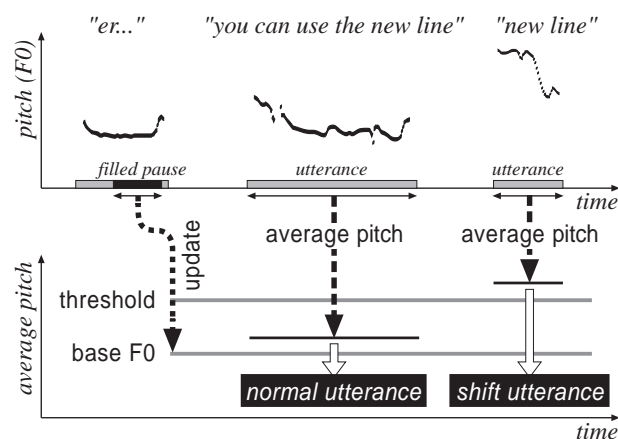 "er..." "you can use the new line" "new line"
pitch (F0)
filled pause utterance utterance
time
update
average pitch average pitch
average pitch
threshold
base F0
normal utterance shift utterance
time